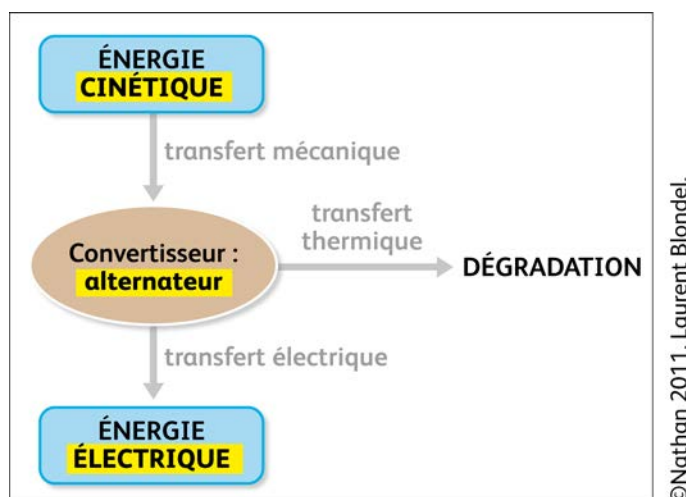 ÉNERGIE
CINÉTIQUE
transfert mécanique
transfert
thermique
Convertisseur :
alternateur
DÉGRADATION
transfert électrique
ÉNERGIE
ÉLECTRIQUE
©Nathan 2011, Laurent Blondel.